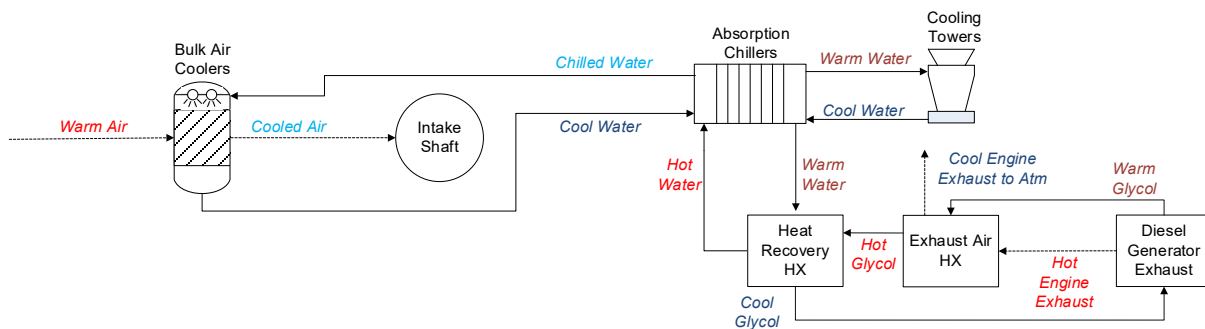 Bulk Air
Coolers
Absorption
Chillers
Cooling
Towers
Chilled Water
Warm Water
Warm Air
Cooled Air
Intake
Shaft
Cool Water
Cool Water
Hot
Water
Warm
Water
Cool Engine
Exhaust to Atm
Warm
Glycol
Heat
Recovery
HX
Hot
Glycol
Exhaust Air
HX
Hot
Engine
Exhaust
Diesel
Generator
Exhaust
Cool
Glycol